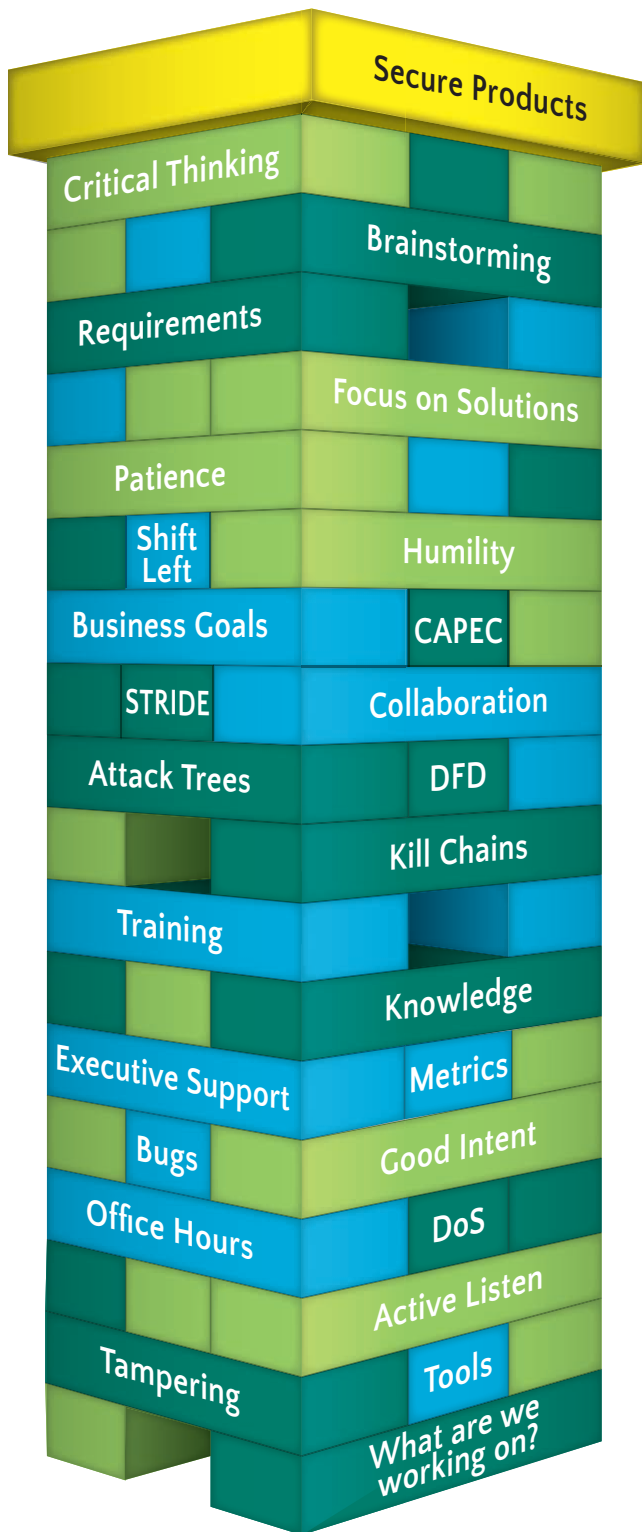 Secure Products
Critical Thinking
Brainstorming
Requirements
Focus on Solutions
Patience
Shift
Left
Humility
Business Goals
CAPEC
STRIDE
Collaboration
Attack Trees
DFD
Kill Chains
Training
Knowledge
Executive Support
Metrics
Bugs
Good Intent
Office Hours
DoS
Active Listen
Tampering
Tools
What are we
working on?